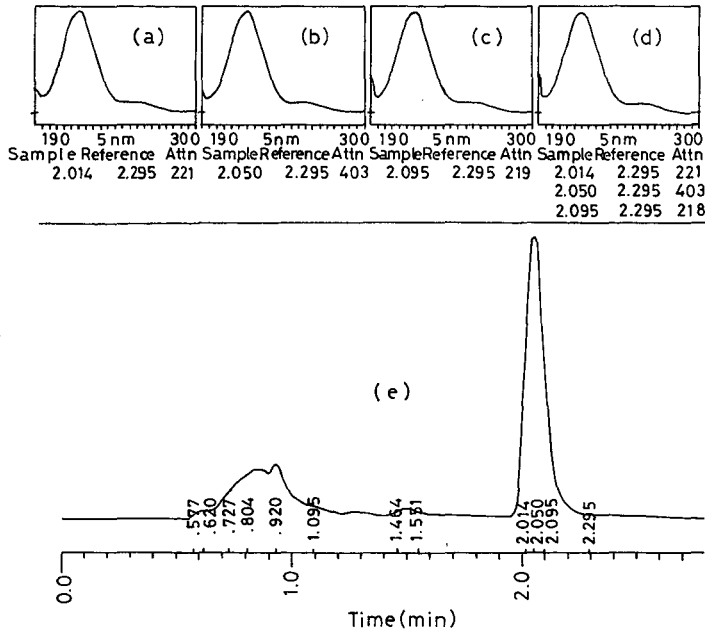 (a) (b) (c) (d)
190 5nm 300 190 5nm 300 190 5nm 300 190 5nm 300
Sample Reference Attn Sample Reference Attn Sample Reference Attn Sample Reference Attn
2.014 2.295 221 2.050 2.295 403 2.095 2.295 219 2.014 2.295 221
2.050 2.295 403
2.095 2.295 218
(e)
.577
.620
.727
.804
.920
1.095
1.464
1.551
2.014
2.050
2.095
2.295
0.0 1.0 2.0
Time(min)